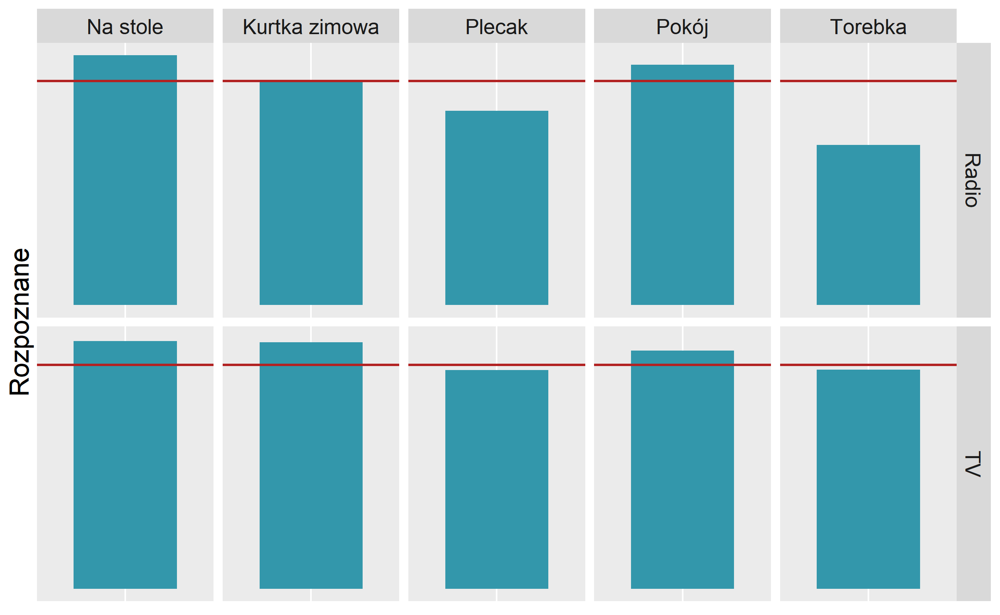 Na stole
Kurtka zimowa
Plecak
Pokój
Torebka
Rozpoznane
Radio
TV